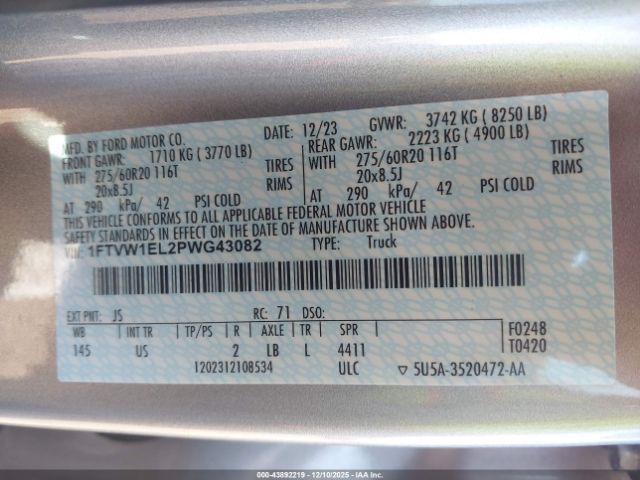 MFD. BY FORD MOTOR CO. DATE: 12/23 GVWR: 3742 KG ( 8250 LB)
FRONT GAWR: 1710 KG ( 3770 LB) REAR GAWR: 2223 KG ( 4900 LB)
WITH 275/60R20 116T TIRES WITH 275/60R20 116T TIRES
20x8.5J RIMS 20x8.5J RIMS
AT 290 kPa/ 42 PSI COLD AT 290 kPa/ 42 PSI COLD
THIS VEHICLE CONFORMS TO ALL APPLICABLE FEDERAL MOTOR VEHICLE
SAFETY STANDARDS IN EFFECT ON THE DATE OF MANUFACTURE SHOWN ABOVE.
VIN: 1FTVW1EL2PWG43082 TYPE: Truck
EXT PNT: JS RC: 71 DSO:
WB INT TR TP/PS R AXLE TR SPR F0248
145 US 2 LB L 4411 T0420
1202312108534 ULC ▽ 5U5A-3520472-AA
000-43892219 - 12/10/2025 - IAAI.COM